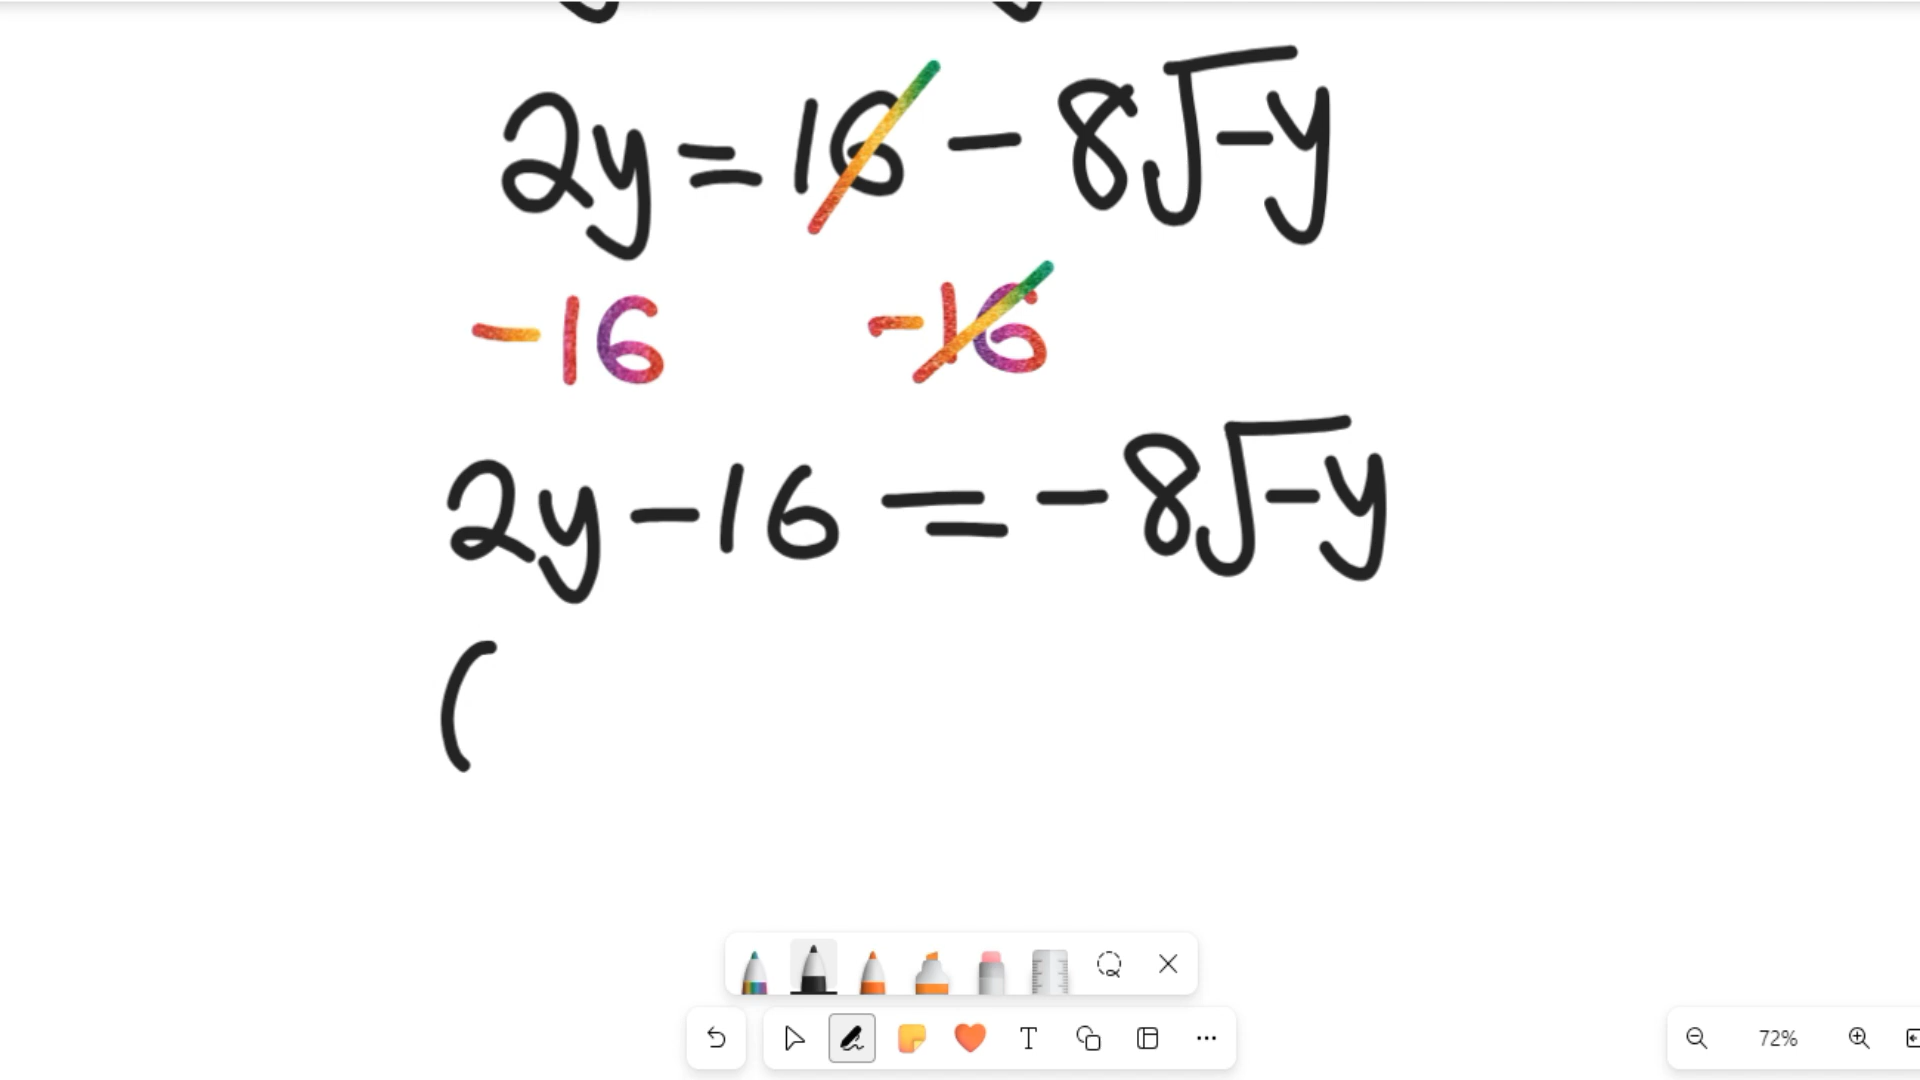 2y = 16 - 8√-y
-16 -16
2y - 16 = -8√-y
(
T
72%